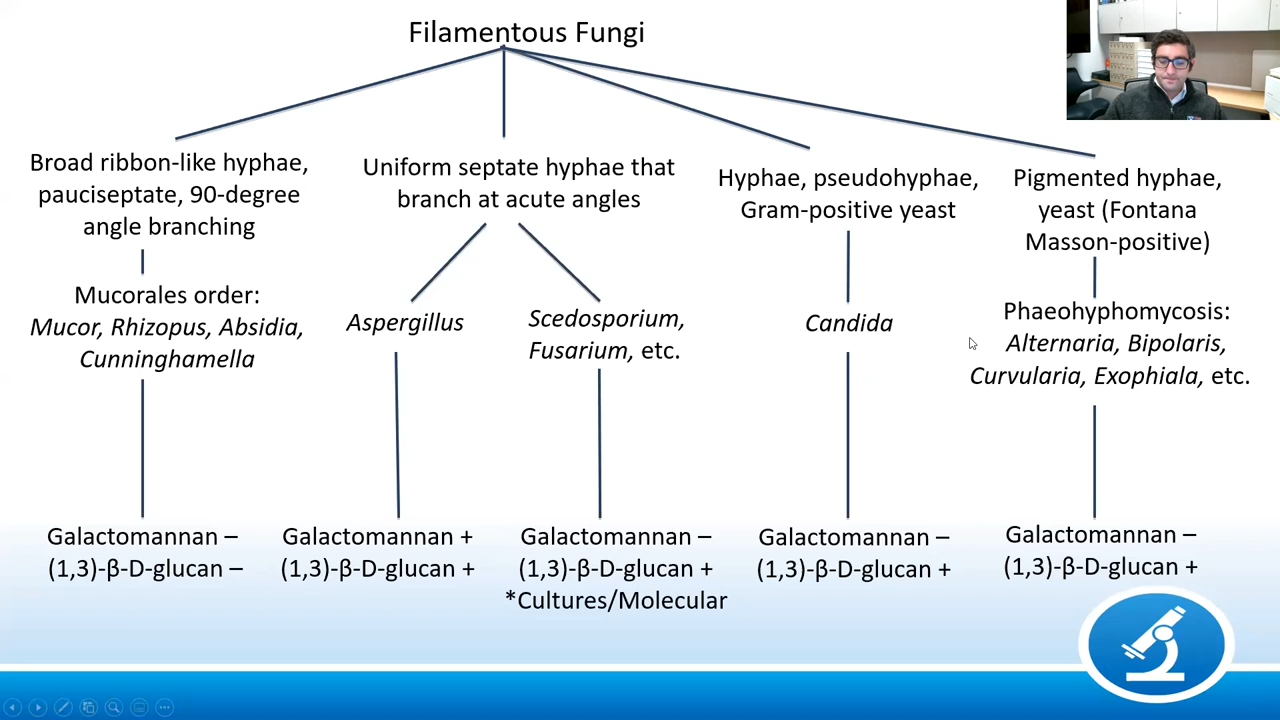 Filamentous Fungi
Broad ribbon-like hyphae,
pauciseptate, 90-degree
angle branching
Uniform septate hyphae that
branch at acute angles
Hyphae, pseudohyphae,
Gram-positive yeast
Pigmented hyphae,
yeast (Fontana
Masson-positive)
Mucorales order:
Mucor, Rhizopus, Absidia,
Cunninghamella
Aspergillus
Scedosporium,
Fusarium, etc.
Candida
Phaeohyphomycosis:
Alternaria, Bipolaris,
Curvularia, Exophiala, etc.
Galactomannan –
(1,3)-β-D-glucan –
Galactomannan +
(1,3)-β-D-glucan +
Galactomannan –
(1,3)-β-D-glucan +
*Cultures/Molecular
Galactomannan –
(1,3)-β-D-glucan +
Galactomannan –
(1,3)-β-D-glucan +